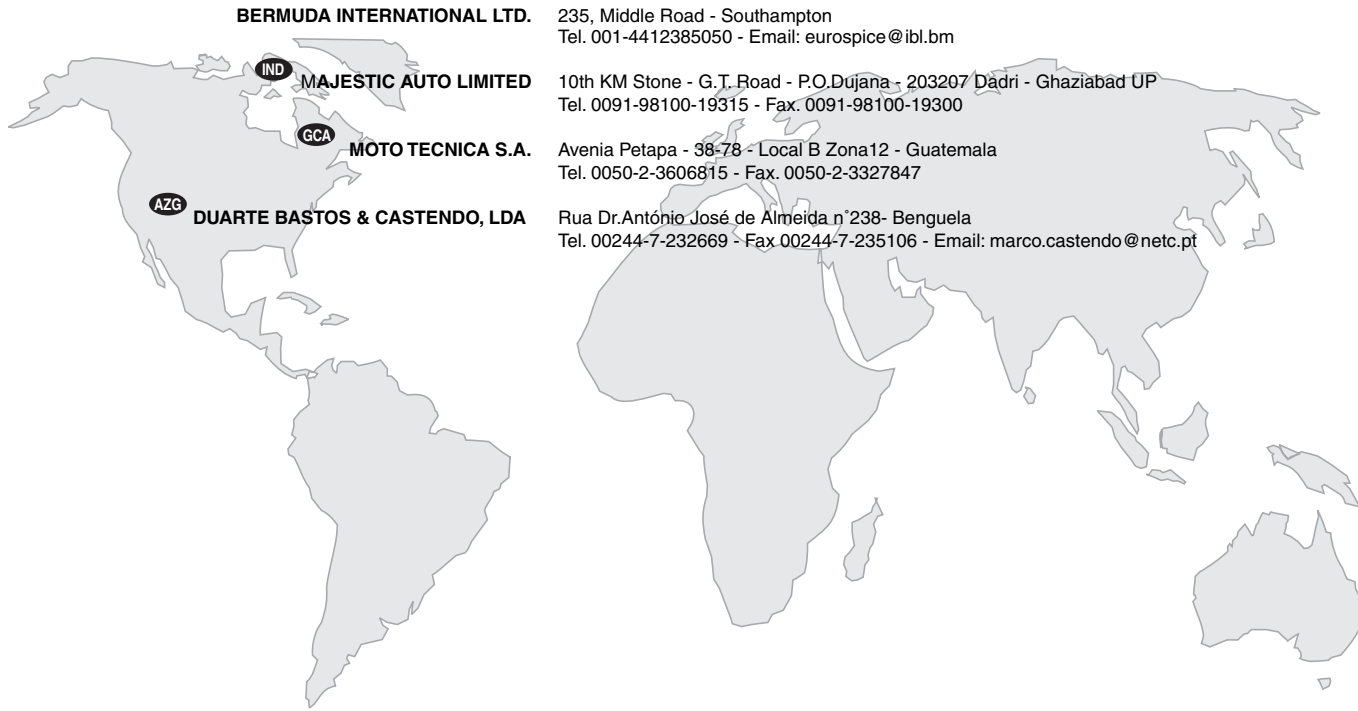 BERMUDA INTERNATIONAL LTD. 235, Middle Road - Southampton
Tel. 001-4412385050 - Email: eurospice@ibl.bm
IND MAJESTIC AUTO LIMITED 10th KM Stone - G.T. Road - P.O.Dujana - 203207 Dadri - Ghaziabad UP
Tel. 0091-98100-19315 - Fax. 0091-98100-19300
GCA MOTO TECNICA S.A. Avenia Petapa - 38-78 - Local B Zona12 - Guatemala
Tel. 0050-2-3606815 - Fax. 0050-2-3327847
AZG DUARTE BASTOS & CASTENDO, LDA Rua Dr.António José de Almeida n°238- Benguela
Tel. 00244-7-232669 - Fax 00244-7-235106 - Email: marco.castendo@netc.pt